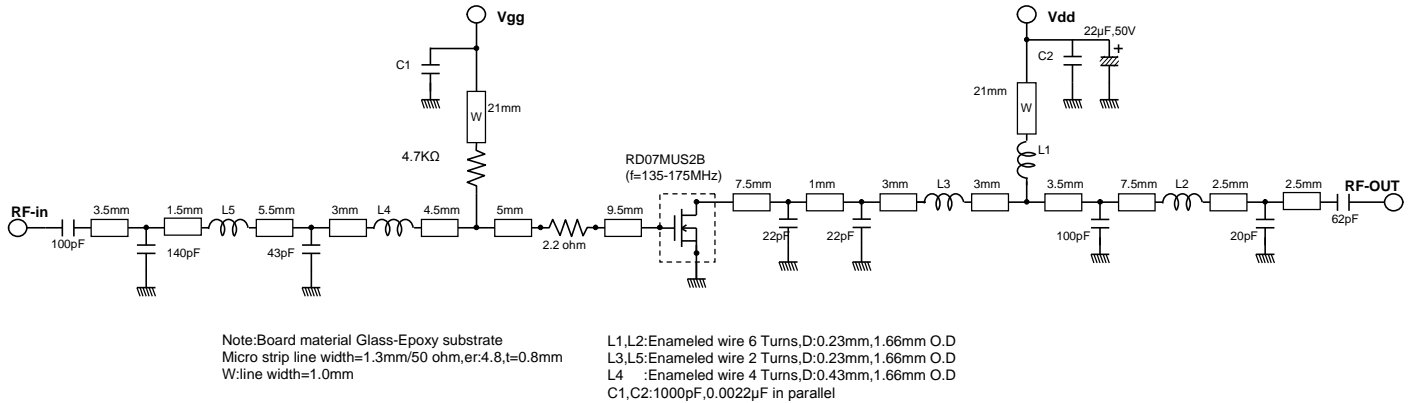 Vgg
Vdd
22µF,50V
+
C1
C2
21mm
W
21mm
W
4.7KΩ
L1
RD07MUS2B
(f=135-175MHz)
RF-in
3.5mm
1.5mm
L5
5.5mm
3mm
L4
4.5mm
5mm
9.5mm
7.5mm
1mm
3mm
L3
3mm
3.5mm
7.5mm
L2
2.5mm
2.5mm
RF-OUT
100pF
140pF
43pF
2.2 ohm
22pF
22pF
100pF
20pF
62pF
Note:Board material Glass-Epoxy substrate
Micro strip line width=1.3mm/50 ohm,er:4.8,t=0.8mm
W:line width=1.0mm
L1,L2:Enameled wire 6 Turns,D:0.23mm,1.66mm O.D
L3,L5:Enameled wire 2 Turns,D:0.23mm,1.66mm O.D
L4 :Enameled wire 4 Turns,D:0.43mm,1.66mm O.D
C1,C2:1000pF,0.0022µF in parallel